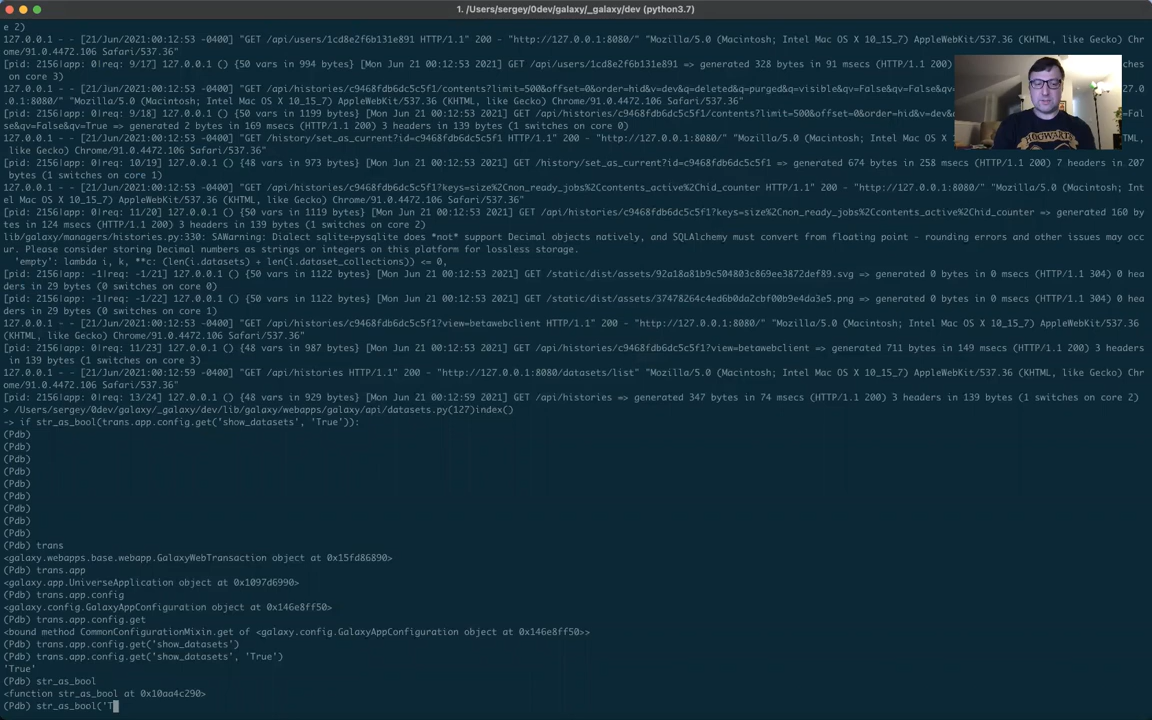 1. /Users/sergey/0dev/galaxy/_galaxy/dev (python3.7)
e 2)
127.0.0.1 - - [21/Jun/2021:00:12:53 -0400] "GET /api/users/1cd8e2f6b131e891 HTTP/1.1" 200 - "http://127.0.0.1:8080/" "Mozilla/5.0 (Macintosh; Intel Mac OS X 10_15_7) AppleWebKit/537.36 (KHTML, like Gecko) Chr
ome/91.0.4472.106 Safari/537.36"
[pid: 2156|app: 0|req: 9/17] 127.0.0.1 () {50 vars in 994 bytes} [Mon Jun 21 00:12:53 2021] GET /api/users/1cd8e2f6b131e891 => generated 328 bytes in 91 msecs (HTTP/1.1 200) 3 headers in 139 bytes (1 switches
on core 3)
127.0.0.1 - - [21/Jun/2021:00:12:53 -0400] "GET /api/histories/c9468fdb6dc5c5f1/contents?limit=500&offset=0&order=hid&v=dev&q=deleted&q=purged&q=visible&qv=False&qv=False&qv
.0.1:8080/" "Mozilla/5.0 (Macintosh; Intel Mac OS X 10_15_7) AppleWebKit/537.36 (KHTML, like Gecko) Chrome/91.0.4472.106 Safari/537.36"
[pid: 2156|app: 0|req: 9/18] 127.0.0.1 () {50 vars in 1199 bytes} [Mon Jun 21 00:12:53 2021] GET /api/histories/c9468fdb6dc5c5f1/contents?limit=500&offset=0&order=hid&v=dev&
se&qv=False&qv=True => generated 2 bytes in 169 msecs (HTTP/1.1 200) 3 headers in 139 bytes (1 switches on core 0)
127.0.0.1 - - [21/Jun/2021:00:12:53 -0400] "GET /history/set_as_current?id=c9468fdb6dc5c5f1 HTTP/1.1" 200 - "http://127.0.0.1:8080/" "Mozilla/5.0 (Macintosh; Intel Mac OS X
like Gecko) Chrome/91.0.4472.106 Safari/537.36"
[pid: 2156|app: 0|req: 10/19] 127.0.0.1 () {48 vars in 973 bytes} [Mon Jun 21 00:12:53 2021] GET /history/set_as_current?id=c9468fdb6dc5c5f1 => generated 674 bytes in 258 msecs (HTTP/1.1 200) 7 headers in 207
bytes (1 switches on core 1)
127.0.0.1 - - [21/Jun/2021:00:12:53 -0400] "GET /api/histories/c9468fdb6dc5c5f1?keys=size%2Cnon_ready_jobs%2Ccontents_active%2Chid_counter HTTP/1.1" 200 - "http://127.0.0.1:8080/" "Mozilla/5.0 (Macintosh; Int
el Mac OS X 10_15_7) AppleWebKit/537.36 (KHTML, like Gecko) Chrome/91.0.4472.106 Safari/537.36"
[pid: 2156|app: 0|req: 11/20] 127.0.0.1 () {50 vars in 1119 bytes} [Mon Jun 21 00:12:53 2021] GET /api/histories/c9468fdb6dc5c5f1?keys=size%2Cnon_ready_jobs%2Ccontents_active%2Chid_counter => generated 160 by
tes in 124 msecs (HTTP/1.1 200) 3 headers in 139 bytes (1 switches on core 2)
lib/galaxy/managers/histories.py:330: SAWarning: Dialect sqlite+pysqlite does *not* support Decimal objects natively, and SQLAlchemy must convert from floating point - rounding errors and other issues may occ
ur. Please consider storing Decimal numbers as strings or integers on this platform for lossless storage.
'empty': lambda i, k, **c: (len(i.datasets) + len(i.dataset_collections)) <= 0,
[pid: 2156|app: -1|req: -1/21] 127.0.0.1 () {50 vars in 1122 bytes} [Mon Jun 21 00:12:53 2021] GET /static/dist/assets/92a18a81b9c504803c869ee3872def89.svg => generated 0 bytes in 0 msecs (HTTP/1.1 304) 0 hea
ders in 29 bytes (0 switches on core 0)
[pid: 2156|app: -1|req: -1/22] 127.0.0.1 () {50 vars in 1122 bytes} [Mon Jun 21 00:12:53 2021] GET /static/dist/assets/37478264c4ed6b0da2cbf00b9e4da3e5.png => generated 0 bytes in 0 msecs (HTTP/1.1 304) 0 hea
ders in 29 bytes (0 switches on core 1)
127.0.0.1 - - [21/Jun/2021:00:12:53 -0400] "GET /api/histories/c9468fdb6dc5c5f1?view=betawebclient HTTP/1.1" 200 - "http://127.0.0.1:8080/" "Mozilla/5.0 (Macintosh; Intel Mac OS X 10_15_7) AppleWebKit/537.36
(KHTML, like Gecko) Chrome/91.0.4472.106 Safari/537.36"
[pid: 2156|app: 0|req: 11/23] 127.0.0.1 () {48 vars in 987 bytes} [Mon Jun 21 00:12:53 2021] GET /api/histories/c9468fdb6dc5c5f1?view=betawebclient => generated 711 bytes in 149 msecs (HTTP/1.1 200) 3 headers
in 139 bytes (1 switches on core 3)
127.0.0.1 - - [21/Jun/2021:00:12:59 -0400] "GET /api/histories HTTP/1.1" 200 - "http://127.0.0.1:8080/datasets/list" "Mozilla/5.0 (Macintosh; Intel Mac OS X 10_15_7) AppleWebKit/537.36 (KHTML, like Gecko) Chr
ome/91.0.4472.106 Safari/537.36"
[pid: 2156|app: 0|req: 13/24] 127.0.0.1 () {48 vars in 929 bytes} [Mon Jun 21 00:12:59 2021] GET /api/histories => generated 347 bytes in 74 msecs (HTTP/1.1 200) 3 headers in 139 bytes (1 switches on core 2)
> /Users/sergey/0dev/galaxy/_galaxy/dev/lib/galaxy/webapps/galaxy/api/datasets.py(127)index()
-> if str_as_bool(trans.app.config.get('show_datasets', 'True')):
(Pdb)
(Pdb)
(Pdb)
(Pdb)
(Pdb)
(Pdb)
(Pdb)
(Pdb)
(Pdb)
(Pdb) trans
<galaxy.webapps.base.webapp.GalaxyWebTransaction object at 0x15fd86890>
(Pdb) trans.app
<galaxy.app.UniverseApplication object at 0x1097d6990>
(Pdb) trans.app.config
<galaxy.config.GalaxyAppConfiguration object at 0x146e8ff50>
(Pdb) trans.app.config.get
<bound method CommonConfigurationMixin.get of <galaxy.config.GalaxyAppConfiguration object at 0x146e8ff50>>
(Pdb) trans.app.config.get('show_datasets')
(Pdb) trans.app.config.get('show_datasets', 'True')
'True'
(Pdb) str_as_bool
<function str_as_bool at 0x10aa4c290>
(Pdb) str_as_bool('T